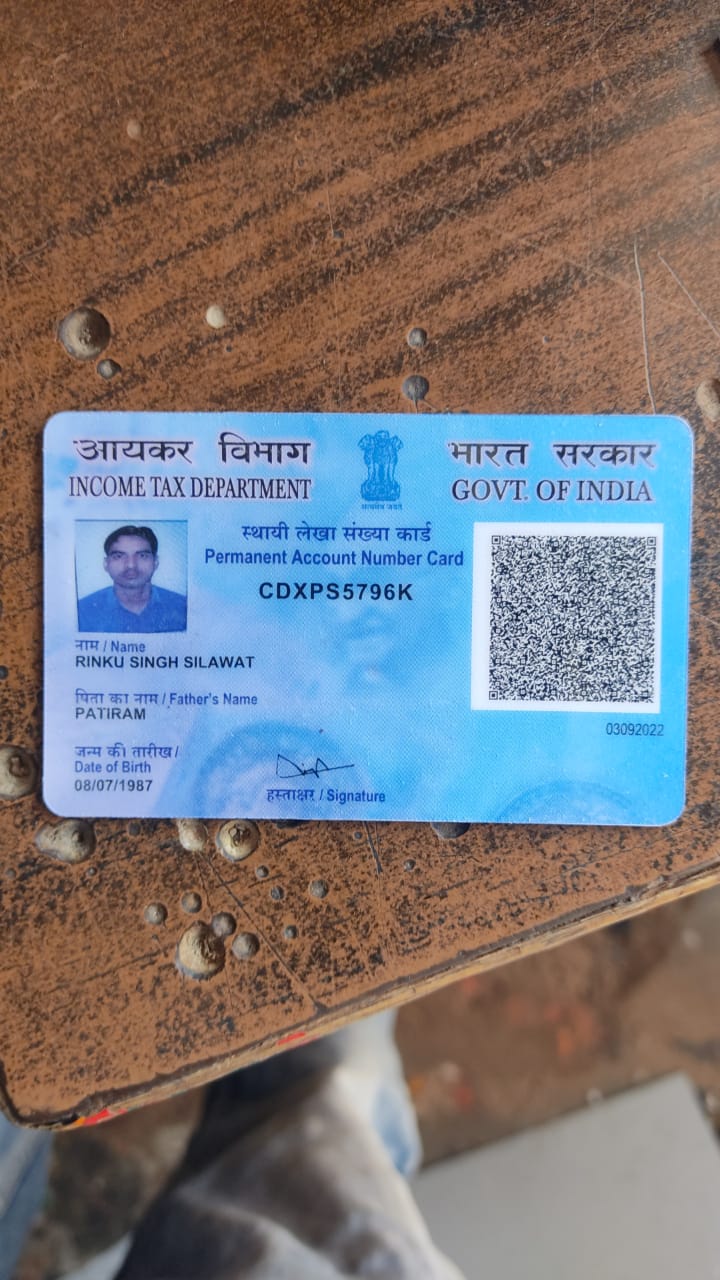 आयकर विभाग
INCOME TAX DEPARTMENT
सत्यमेव जयते
भारत सरकार
GOVT. OF INDIA
स्थायी लेखा संख्या कार्ड
Permanent Account Number Card
CDXPS5796K
नाम / Name
RINKU SINGH SILAWAT
पिता का नाम / Father's Name
PATIRAM
जन्म की तारीख /
Date of Birth
08/07/1987
हस्ताक्षर / Signature
03092022